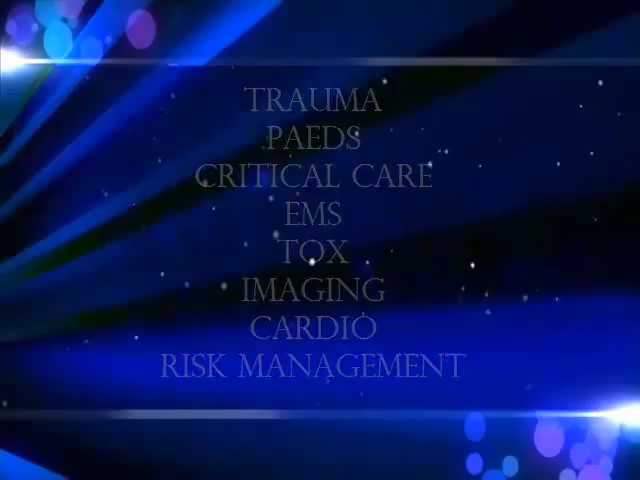 TRAUMA
PAEDS
CRITICAL CARE
EMS
TOX
IMAGING
CARDIO
RISK MANAGEMENT